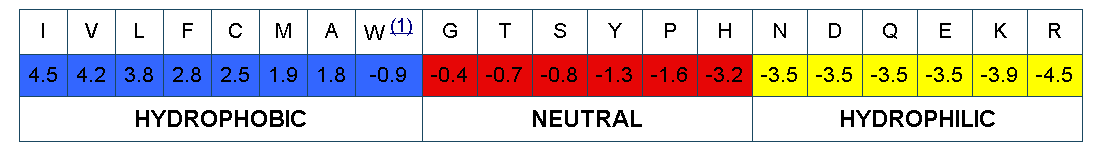 I V L F C M A W (1) G T S Y P H N D Q E K R
4.5 4.2 3.8 2.8 2.5 1.9 1.8 -0.9 -0.4 -0.7 -0.8 -1.3 -1.6 -3.2 -3.5 -3.5 -3.5 -3.5 -3.9 -4.5
HYDROPHOBIC NEUTRAL HYDROPHILIC